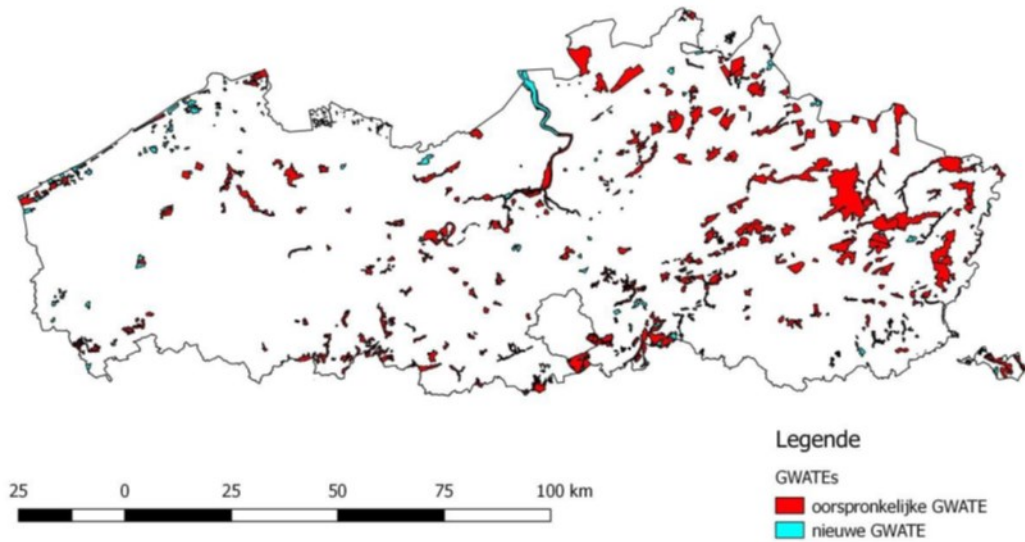 Legende
GWATEs
oorspronkelijke GWATE
nieuwe GWATE
25 0 25 50 75 100 km